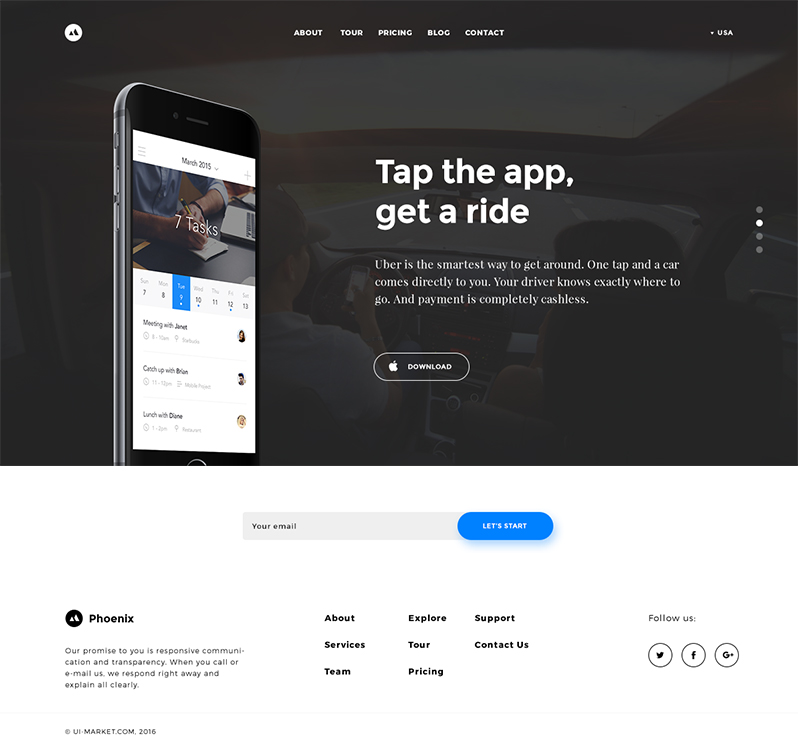 ABOUT TOUR PRICING BLOG CONTACT USA
March 2015
7 Tasks
Sun Mon Tue Wed Thu Fri Sat
7 8 9 10 11 12 13
Meeting with Janet
8 - 10am Starbucks
Catch up with Brian
11 - 12pm Mobile Project
Lunch with Diane
1 - 2pm Restaurant
Tap the app,
get a ride
Uber is the smartest way to get around. One tap and a car
comes directly to you. Your driver knows exactly where to
go. And payment is completely cashless.
DOWNLOAD
Your email LET'S START
Phoenix
Our promise to you is responsive communi-
cation and transparency. When you call or
e-mail us, we respond right away and
explain all clearly.
About Explore Support
Services Tour Contact Us
Team Pricing
Follow us:
© UI-MARKET.COM, 2016